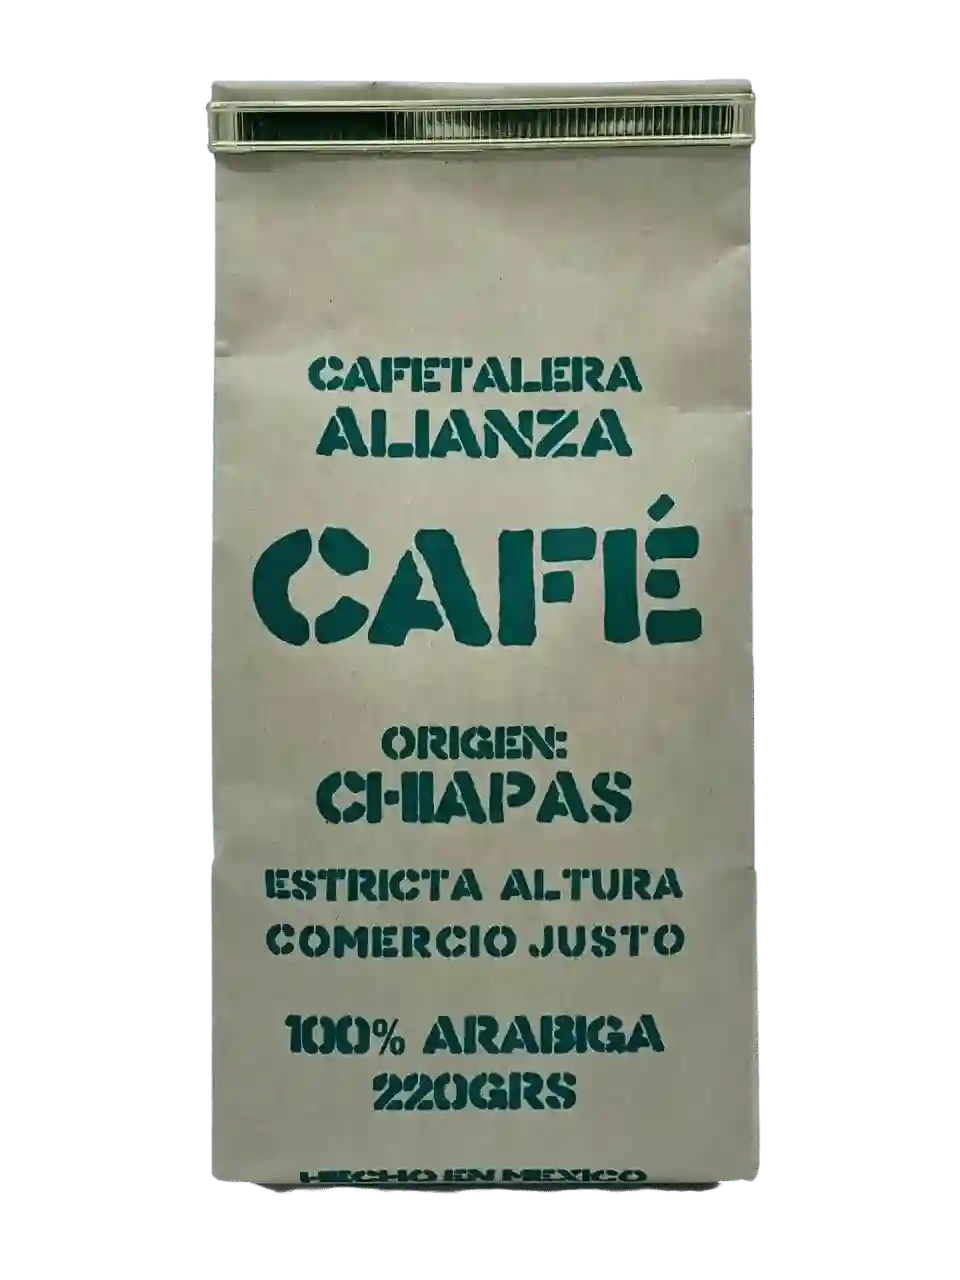 CAFETALERA
ALIANZA
CAFÉ
ORIGEN:
CHIAPAS
ESTRICTA ALTURA
COMERCIO JUSTO
100% ARABIGA
220GRS
HECHO EN MEXICO